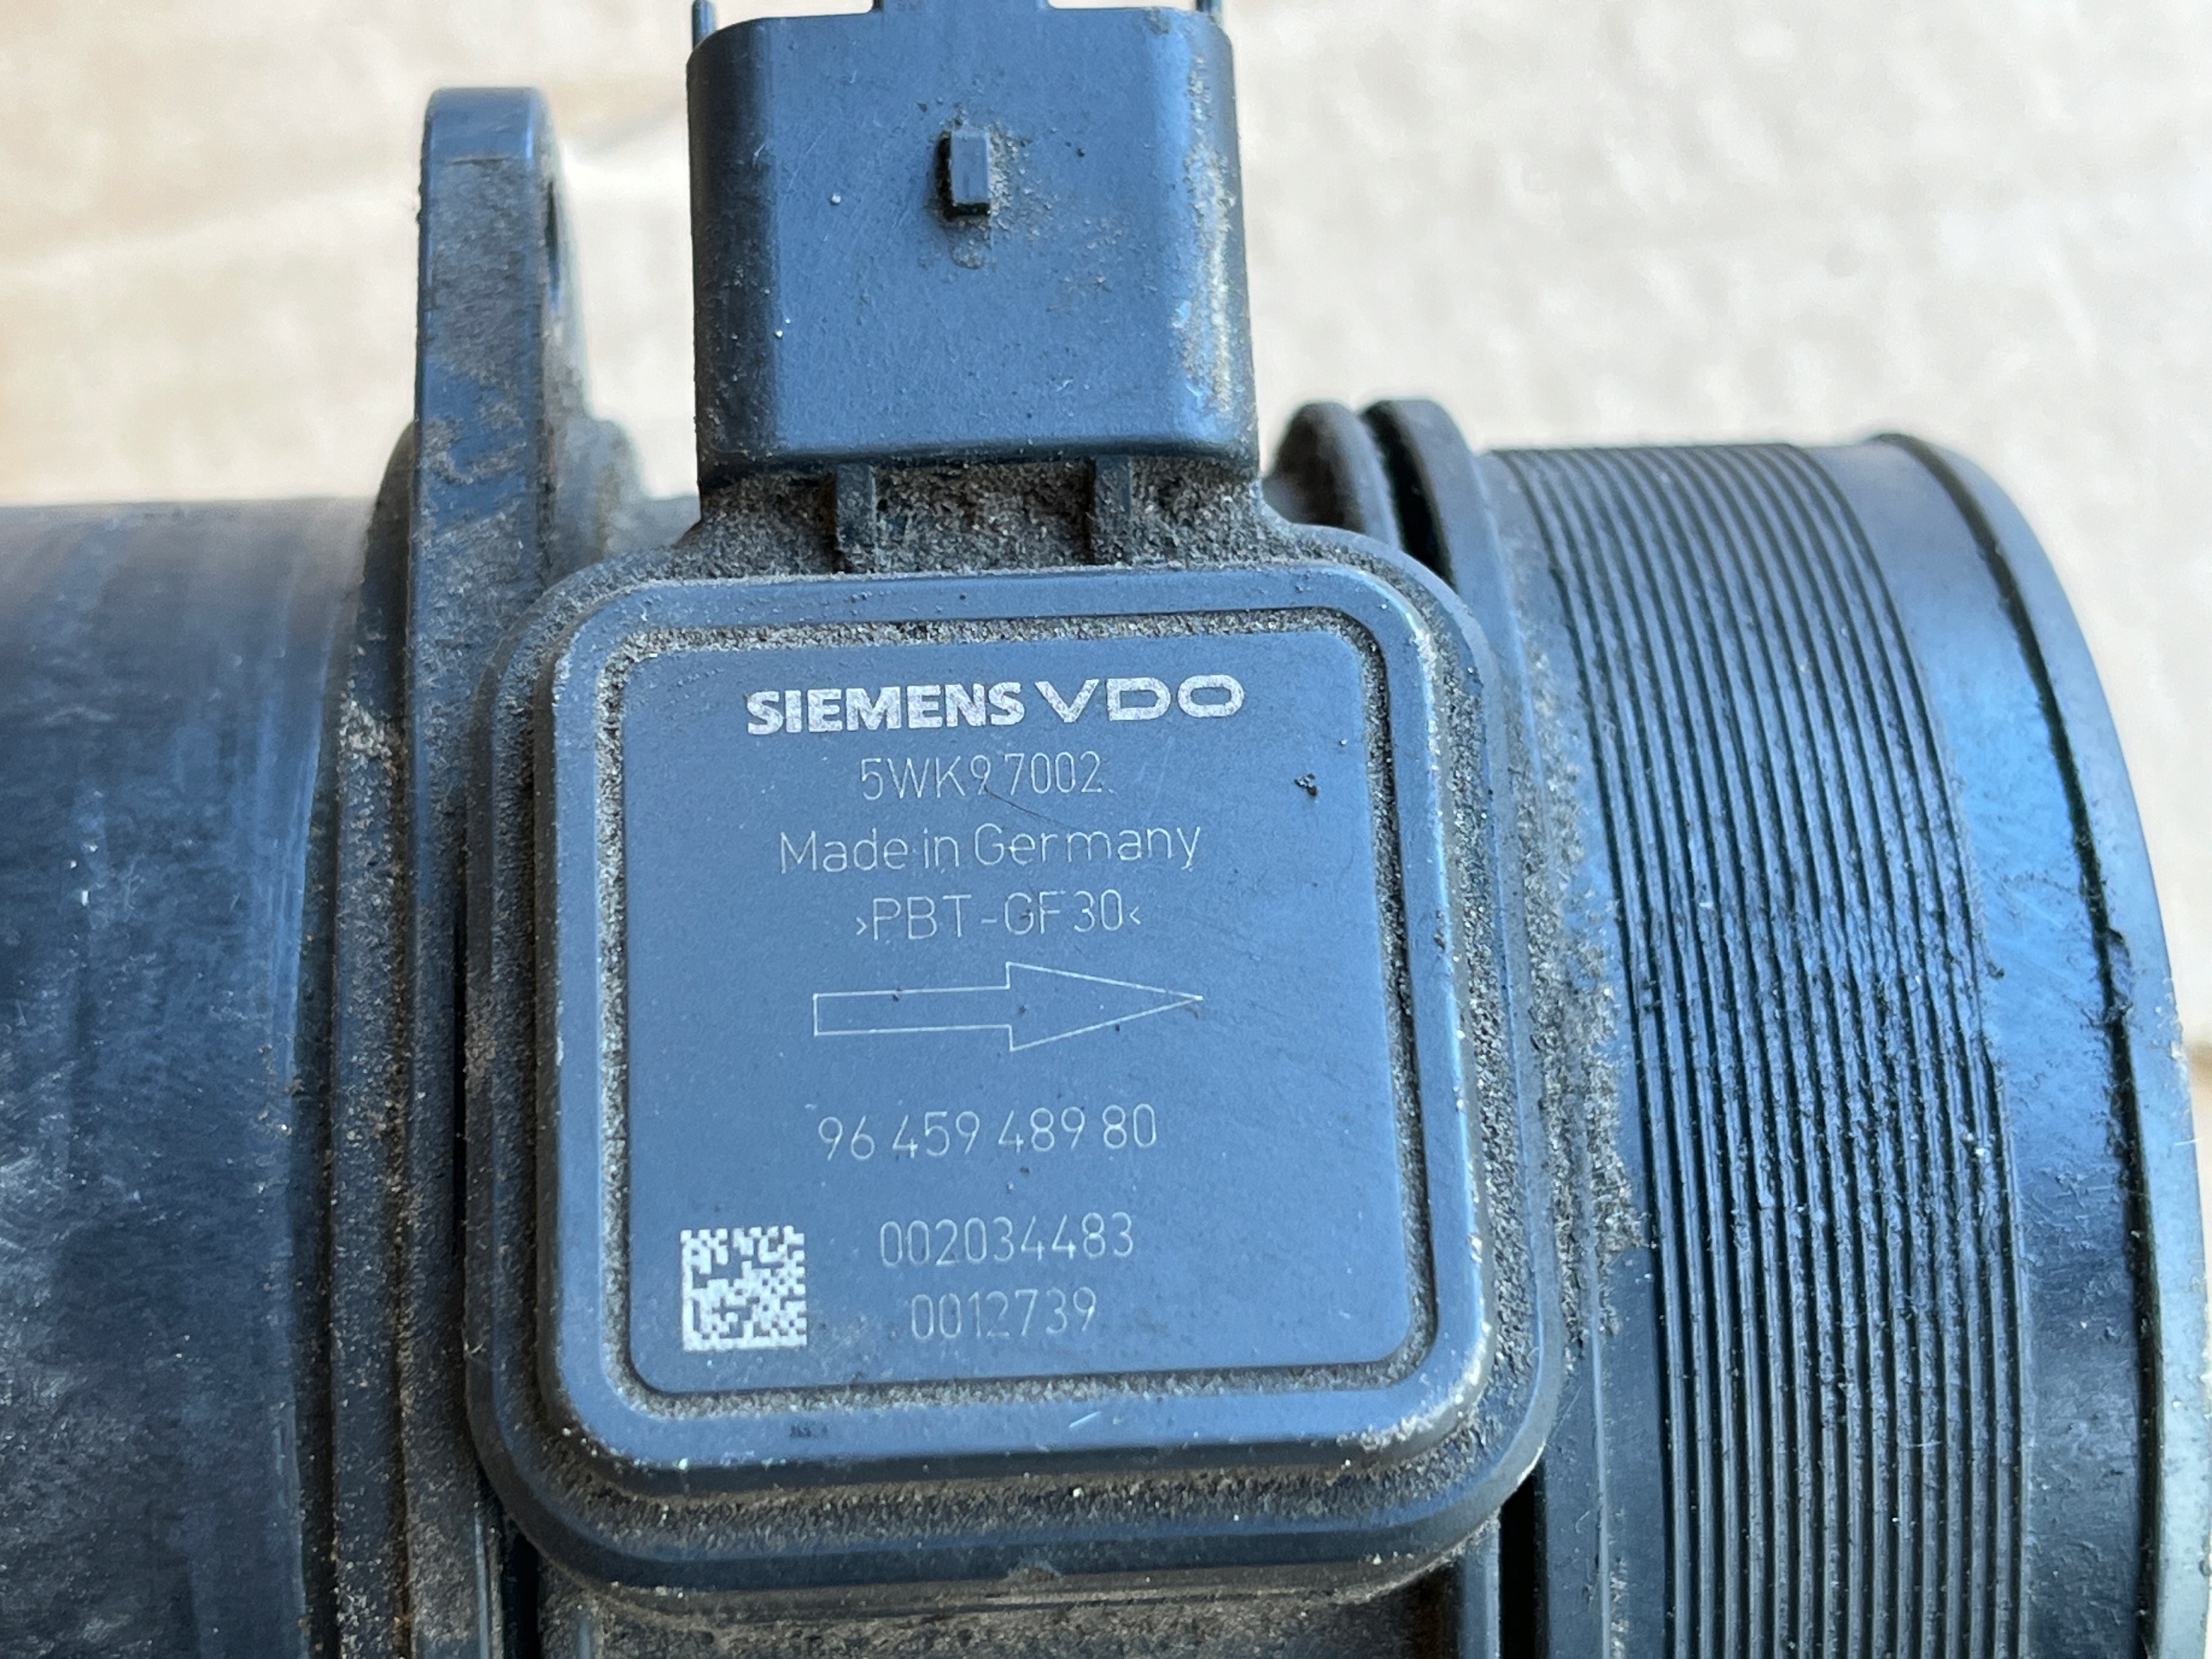 SIEMENS VDO
5WK9 7002
Made in Germany
>PBT-GF30<
96 459 489 80
002034483
0012739